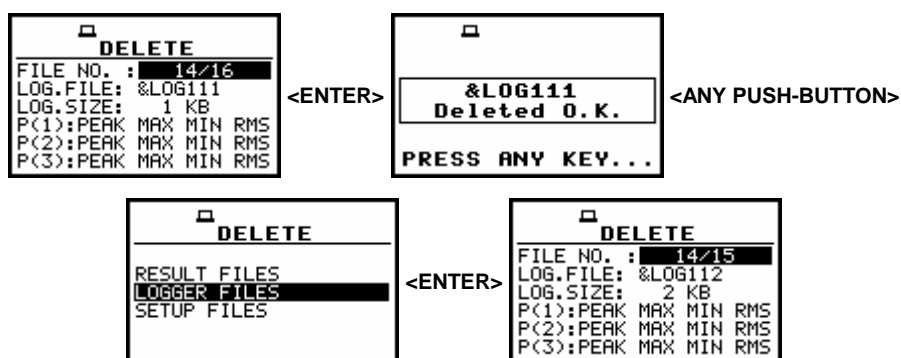 DELETE
FILE NO. : 14/16
LOG.FILE: &LOG111
LOG.SIZE: 1 KB
P(1):PEAK MAX MIN RMS
P(2):PEAK MAX MIN RMS
P(3):PEAK MAX MIN RMS
<ENTER>
&LOG111
Deleted O.K.
PRESS ANY KEY...
<ANY PUSH-BUTTON>
DELETE
RESULT FILES
LOGGER FILES
SETUP FILES
<ENTER>
DELETE
FILE NO. : 14/15
LOG.FILE: &LOG112
LOG.SIZE: 2 KB
P(1):PEAK MAX MIN RMS
P(2):PEAK MAX MIN RMS
P(3):PEAK MAX MIN RMS